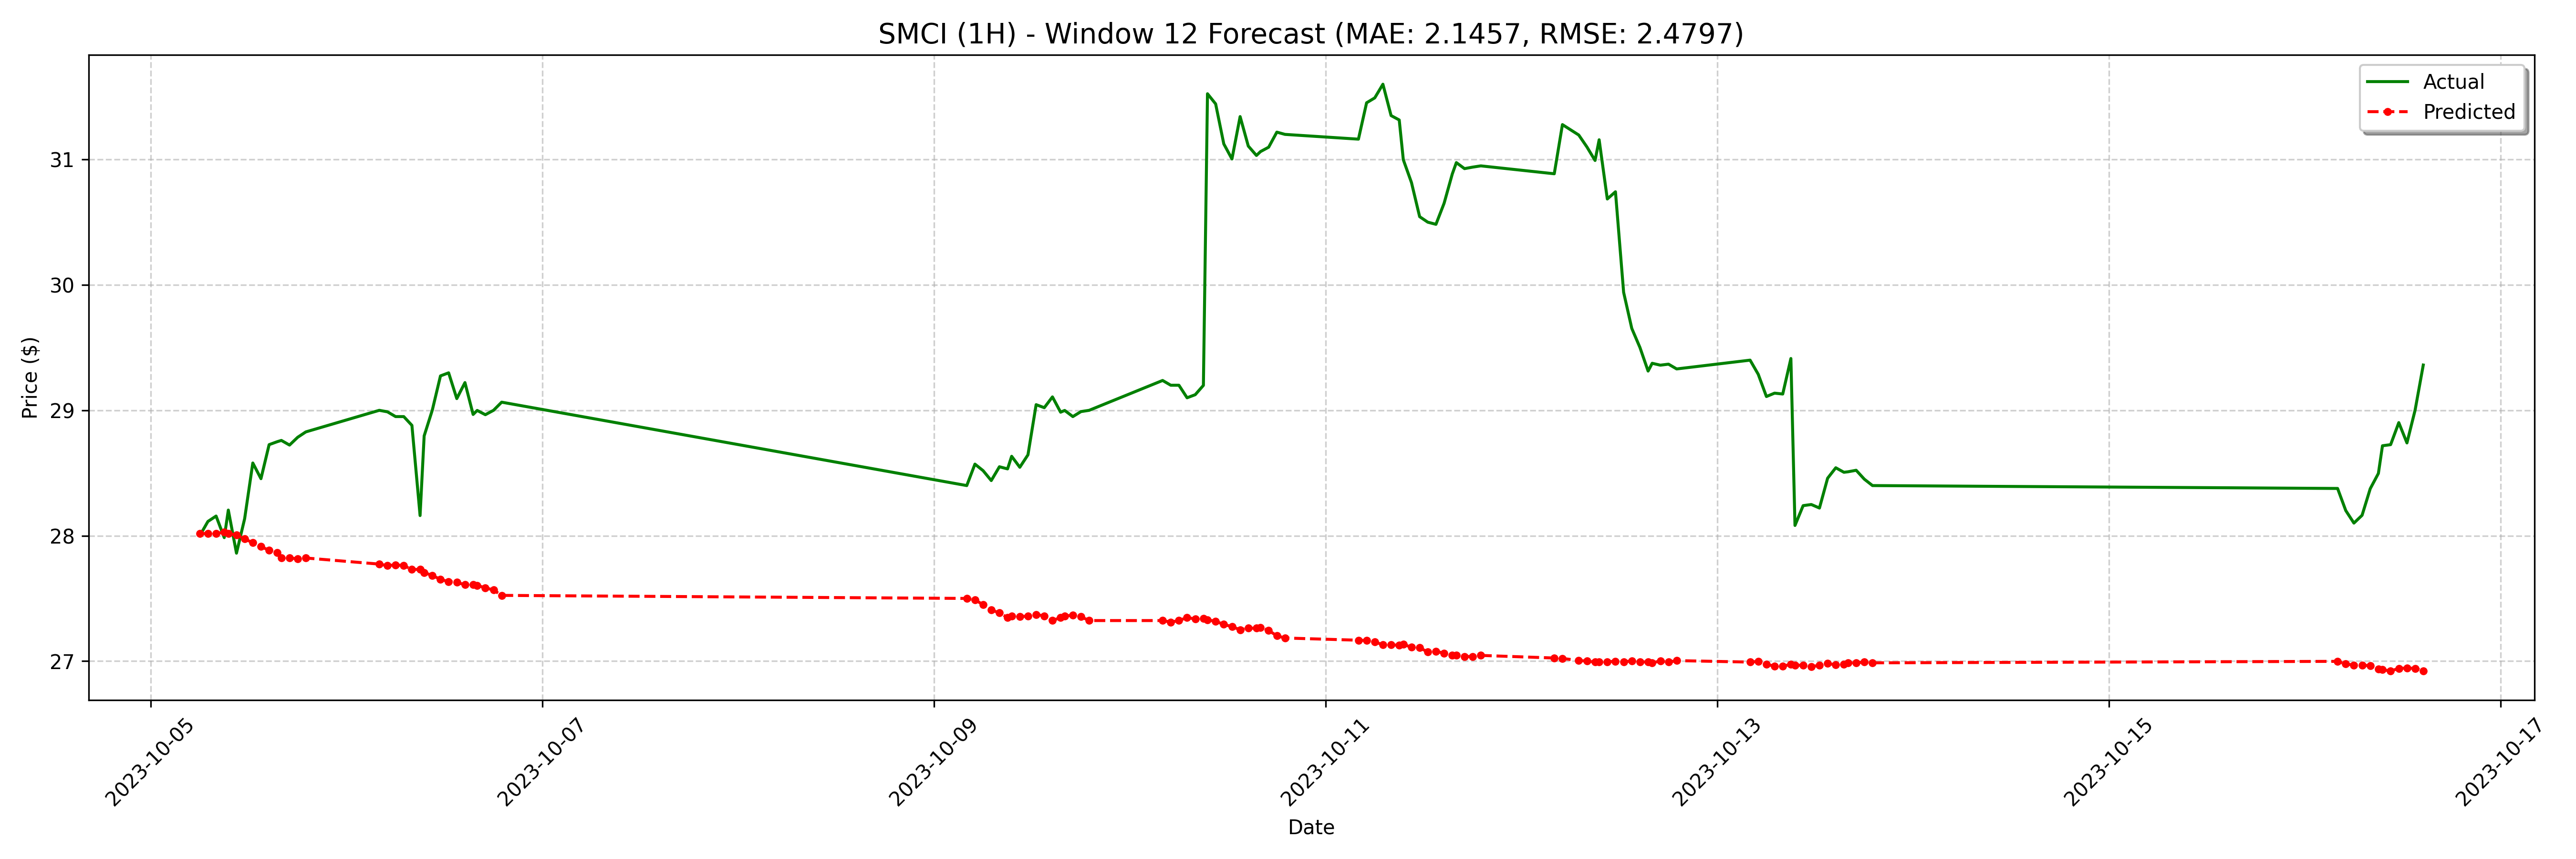 SMCI (1H) - Window 12 Forecast (MAE: 2.1457, RMSE: 2.4797)
Actual
Predicted
Price ($)
31
30
29
28
27
2023-10-05
2023-10-07
2023-10-09
2023-10-11
2023-10-13
2023-10-15
2023-10-17
Date